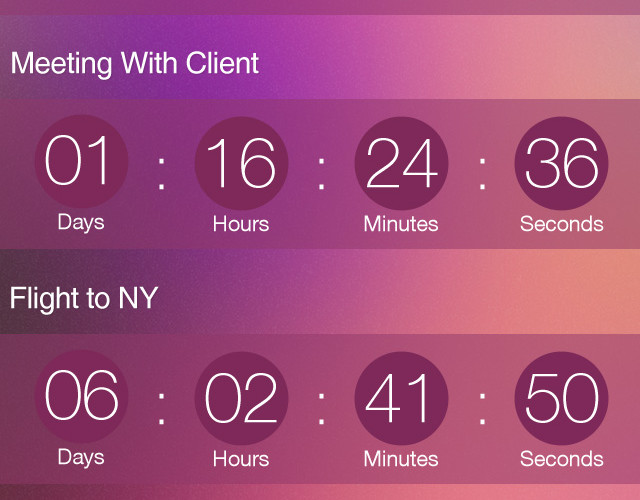 Meeting With Client
01 : 16 : 24 : 36
Days Hours Minutes Seconds
Flight to NY
06 : 02 : 41 : 50
Days Hours Minutes Seconds